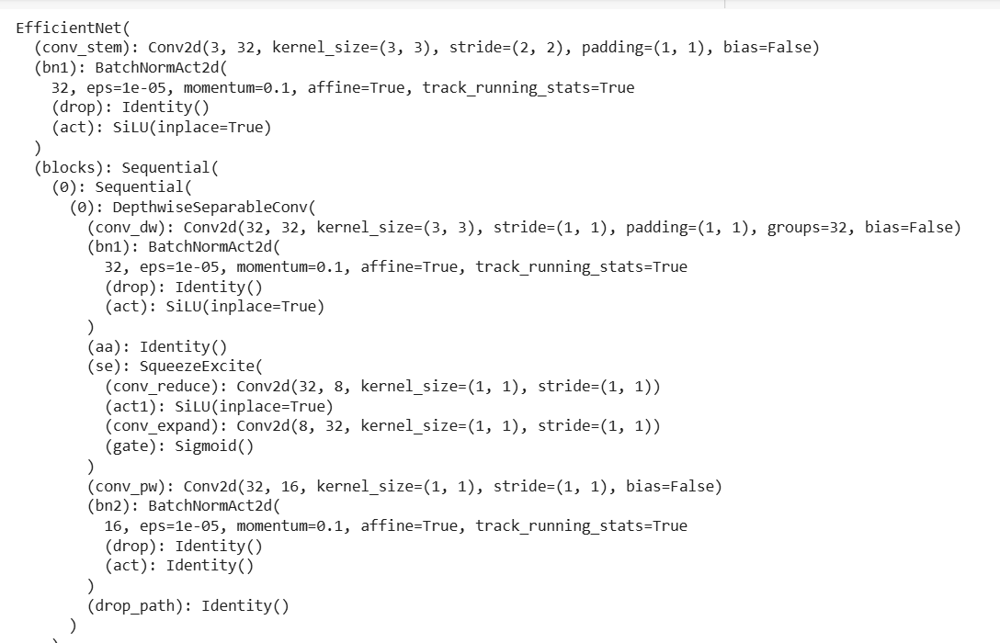 EfficientNet(
  (conv_stem): Conv2d(3, 32, kernel_size=(3, 3), stride=(2, 2), padding=(1, 1), bias=False)
  (bn1): BatchNormAct2d(
    32, eps=1e-05, momentum=0.1, affine=True, track_running_stats=True
    (drop): Identity()
    (act): SiLU(inplace=True)
  )
  (blocks): Sequential(
    (0): Sequential(
      (0): DepthwiseSeparableConv(
        (conv_dw): Conv2d(32, 32, kernel_size=(3, 3), stride=(1, 1), padding=(1, 1), groups=32, bias=False)
        (bn1): BatchNormAct2d(
          32, eps=1e-05, momentum=0.1, affine=True, track_running_stats=True
          (drop): Identity()
          (act): SiLU(inplace=True)
        )
        (aa): Identity()
        (se): SqueezeExcite(
          (conv_reduce): Conv2d(32, 8, kernel_size=(1, 1), stride=(1, 1))
          (act1): SiLU(inplace=True)
          (conv_expand): Conv2d(8, 32, kernel_size=(1, 1), stride=(1, 1))
          (gate): Sigmoid()
        )
        (conv_pw): Conv2d(32, 16, kernel_size=(1, 1), stride=(1, 1), bias=False)
        (bn2): BatchNormAct2d(
          16, eps=1e-05, momentum=0.1, affine=True, track_running_stats=True
          (drop): Identity()
          (act): Identity()
        )
        (drop_path): Identity()
      )
    )